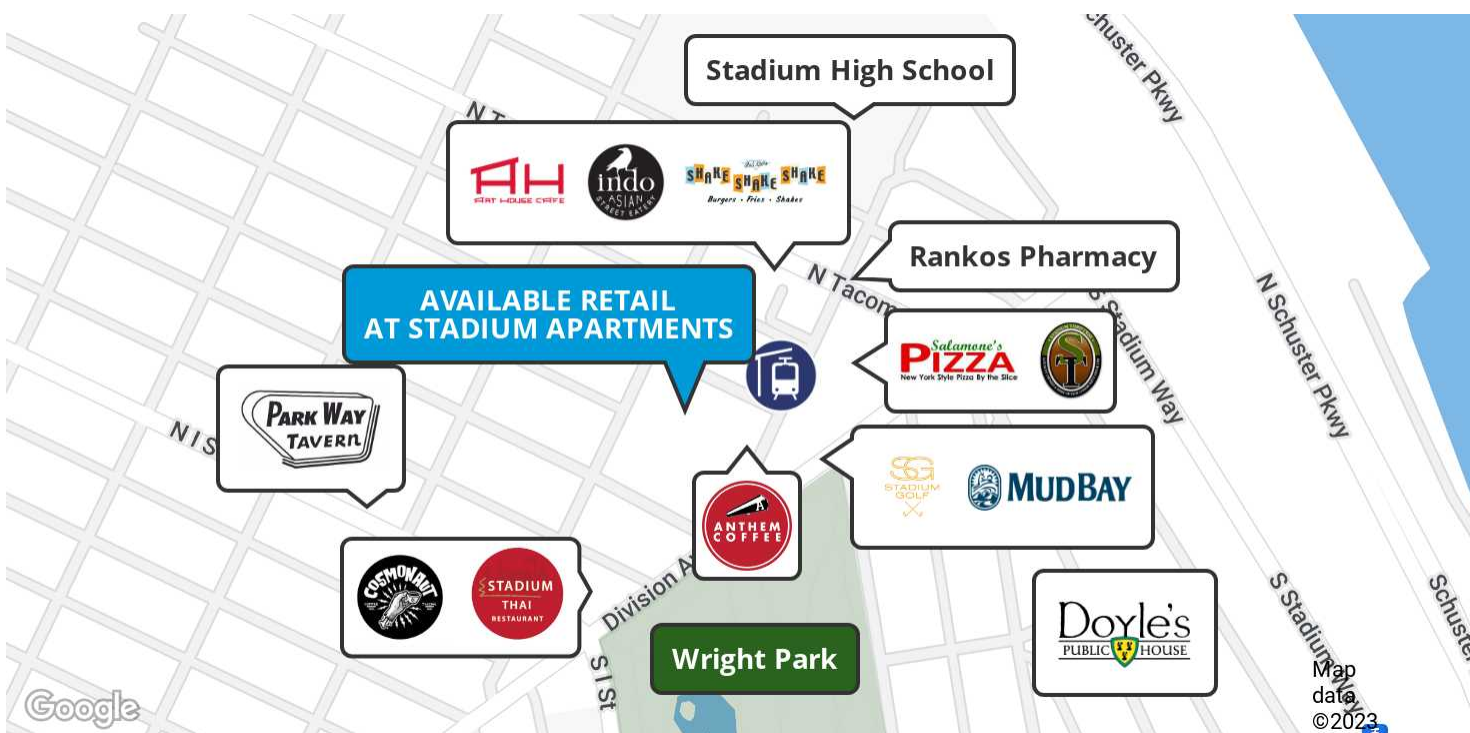 Schuster Pkwy
Stadium High School
N T
ART HOUSE CAFE
indo
ASIAN
STREET EATERY
SHAKE SHAKE SHAKE
Burgers • Fries • Shakes
Rankos Pharmacy
N Tacom
AVAILABLE RETAIL
AT STADIUM APARTMENTS
S Stadium Way
N Schuster Pkwy
Salamone's
PIZZA
New York Style Pizza By the Slice
ST
PARK WAY
TAVERN
N I S
SG
STADIUM
GOLF
MUDBAY
A
ANTHEM
COFFEE
COSMONAUT
STADIUM
THAI
RESTAURANT
Division A
Doyle's
PUBLIC HOUSE
S Stadium Way
Schuster
Wright Park
S I St
Google
Map
data
©2023